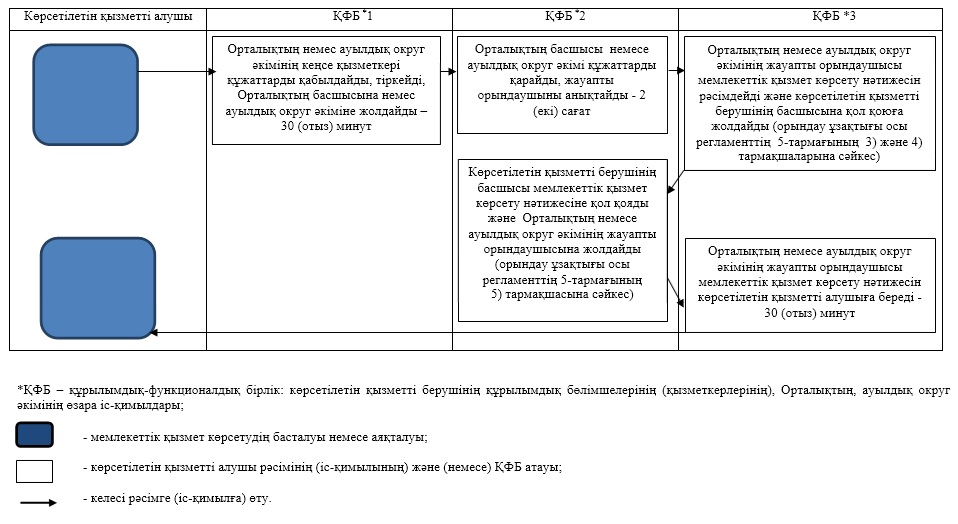 Көрсетілетін қызметті алушы
ҚФБ *1
ҚФБ *2
ҚФБ *3
Орталықтың немес ауылдық округ
әкімінің кеңсе қызметкері
құжаттарды қабылдайды, тіркейді,
Орталықтың басшысына немес
ауылдық округ әкіміне жолдайды –
30 (отыз) минут
Орталықтың басшысы немесе
ауылдық округ әкімі құжаттарды
қарайды, жауапты
орындаушыны анықтайды - 2
(екі) сағат
Орталықтың немесе ауылдық округ
әкімінің жауапты орындаушысы
мемлекеттік қызмет көрсету нәтижесін
рәсімдейді және көрсетілетін қызметті
берушінің басшысына қол қоюға
жолдайды (орындау ұзақтығы осы
регламенттің 5-тармағының 3) және 4)
тармақшаларына сәйкес)
Көрсетілетін қызметті берушінің
басшысы мемлекеттік қызмет
көрсету нәтижесіне қол қояды
және Орталықтың немесе
ауылдық округ әкімінің жауапты
орындаушысына жолдайды
(орындау ұзақтығы осы
регламенттің 5-тармағының
5) тармақшасына сәйкес)
Орталықтың немесе ауылдық округ
әкімінің жауапты орындаушысы
мемлекеттік қызмет көрсету нәтижесін
көрсетілетін қызметті алушыға береді -
30 (отыз) минут
*ҚФБ – құрылымдық-функционалдық бірлік: көрсетілетін қызметті берушінің құрылымдық бөлімшелерінің (қызметкерлерінің), Орталықтың, ауылдық округ
әкімінің өзара іс-қимылдары;
- мемлекеттік қызмет көрсетудің басталуы немесе аяқталуы;
- көрсетілетін қызметті алушы рәсімінің (іс-қимылының) және (немесе) ҚФБ атауы;
- келесі рәсімге (іс-қимылға) өту.